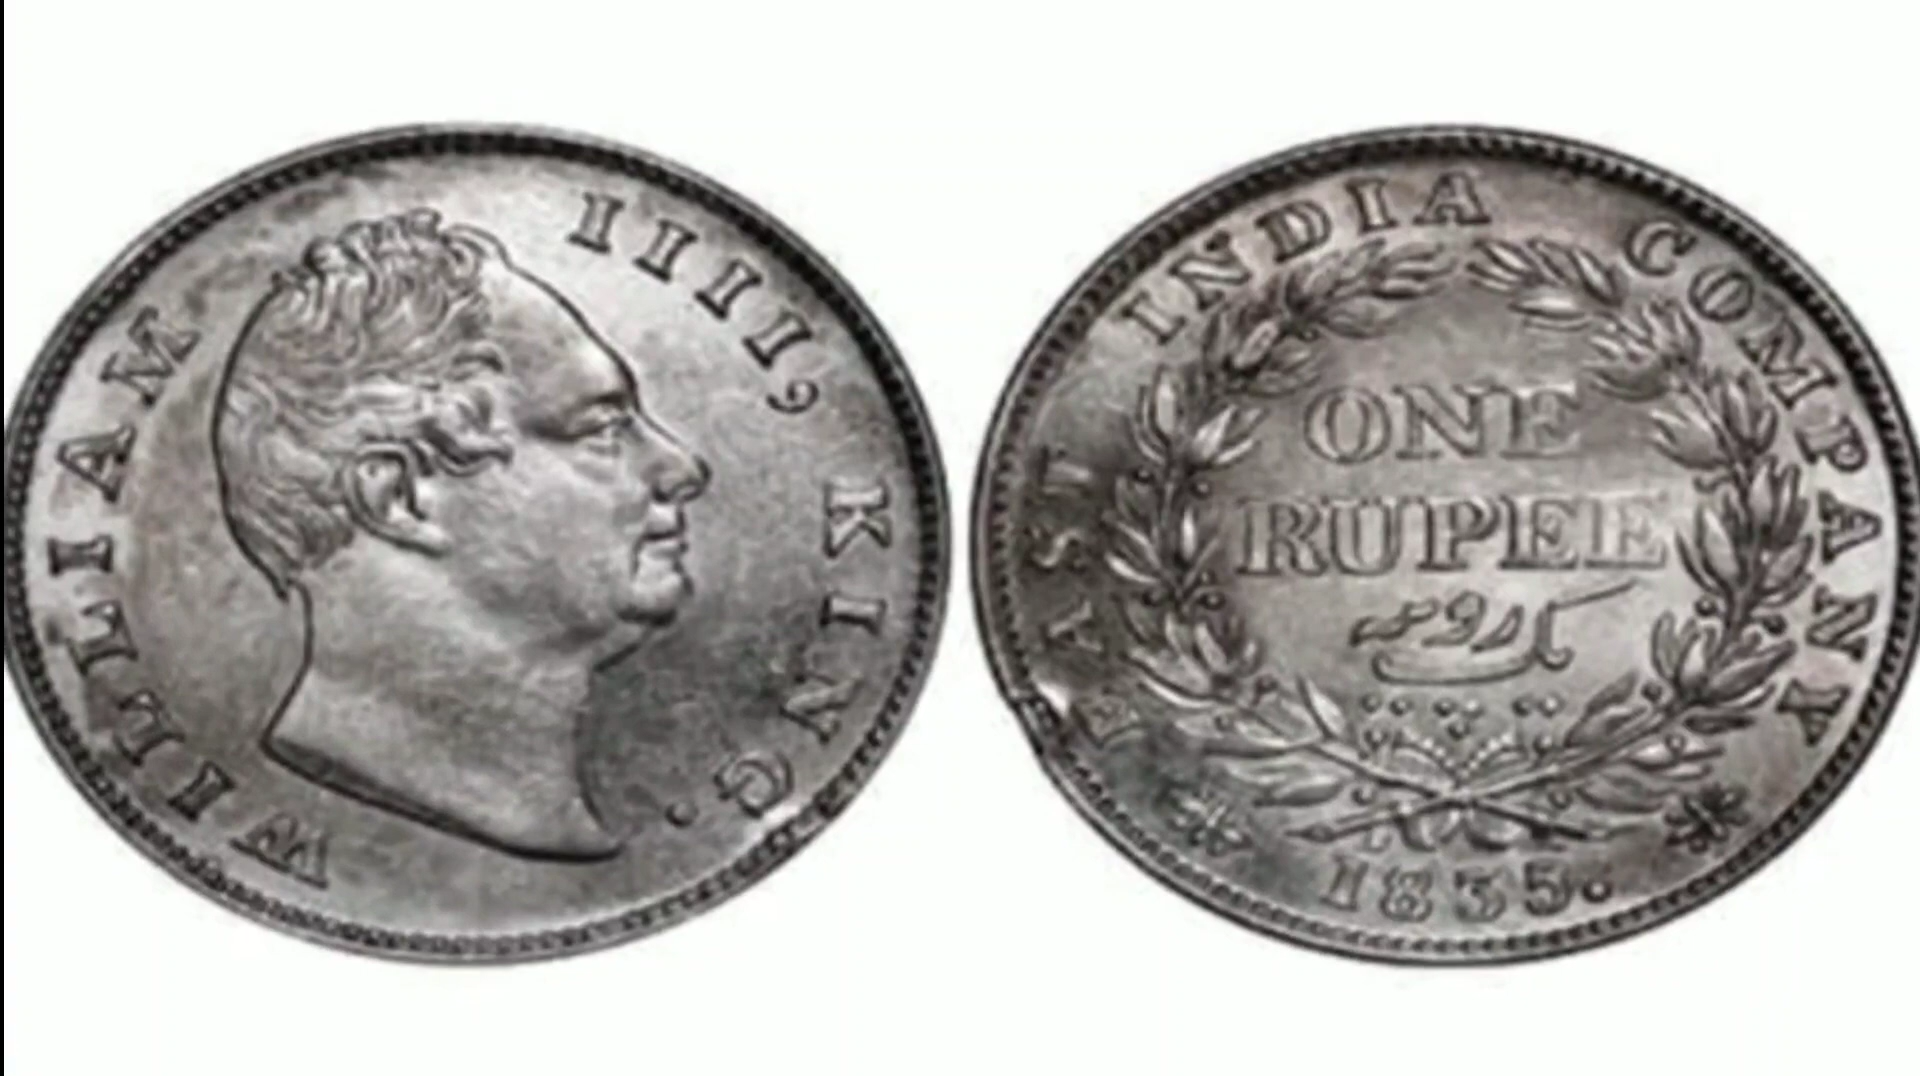 WILLIAM IIII, KING.
EAST INDIA COMPANY
ONE
RUPEE
یک روپیہ
1835.